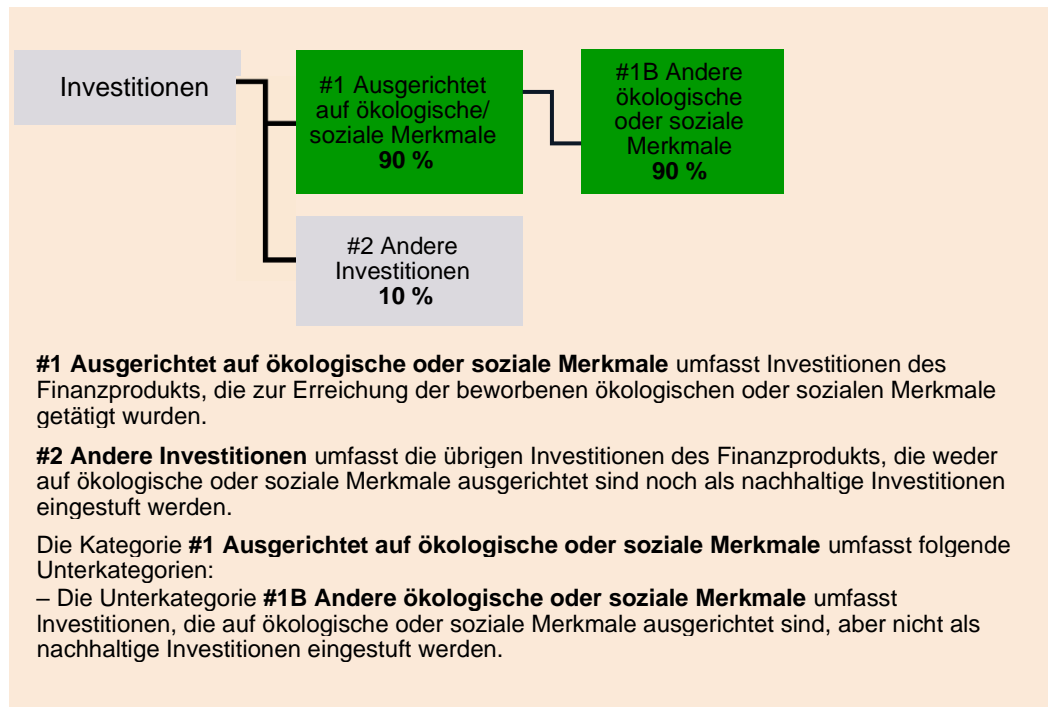 Investitionen
#1 Ausgerichtet
auf ökologische/
soziale Merkmale
90 %
#1B Andere
ökologische
oder soziale
Merkmale
90 %
#2 Andere
Investitionen
10 %
#1 Ausgerichtet auf ökologische oder soziale Merkmale umfasst Investitionen des
Finanzprodukts, die zur Erreichung der beworbenen ökologischen oder sozialen Merkmale
getätigt wurden.
#2 Andere Investitionen umfasst die übrigen Investitionen des Finanzprodukts, die weder
auf ökologische oder soziale Merkmale ausgerichtet sind noch als nachhaltige Investitionen
eingestuft werden.
Die Kategorie #1 Ausgerichtet auf ökologische oder soziale Merkmale umfasst folgende
Unterkategorien:
– Die Unterkategorie #1B Andere ökologische oder soziale Merkmale umfasst
Investitionen, die auf ökologische oder soziale Merkmale ausgerichtet sind, aber nicht als
nachhaltige Investitionen eingestuft werden.